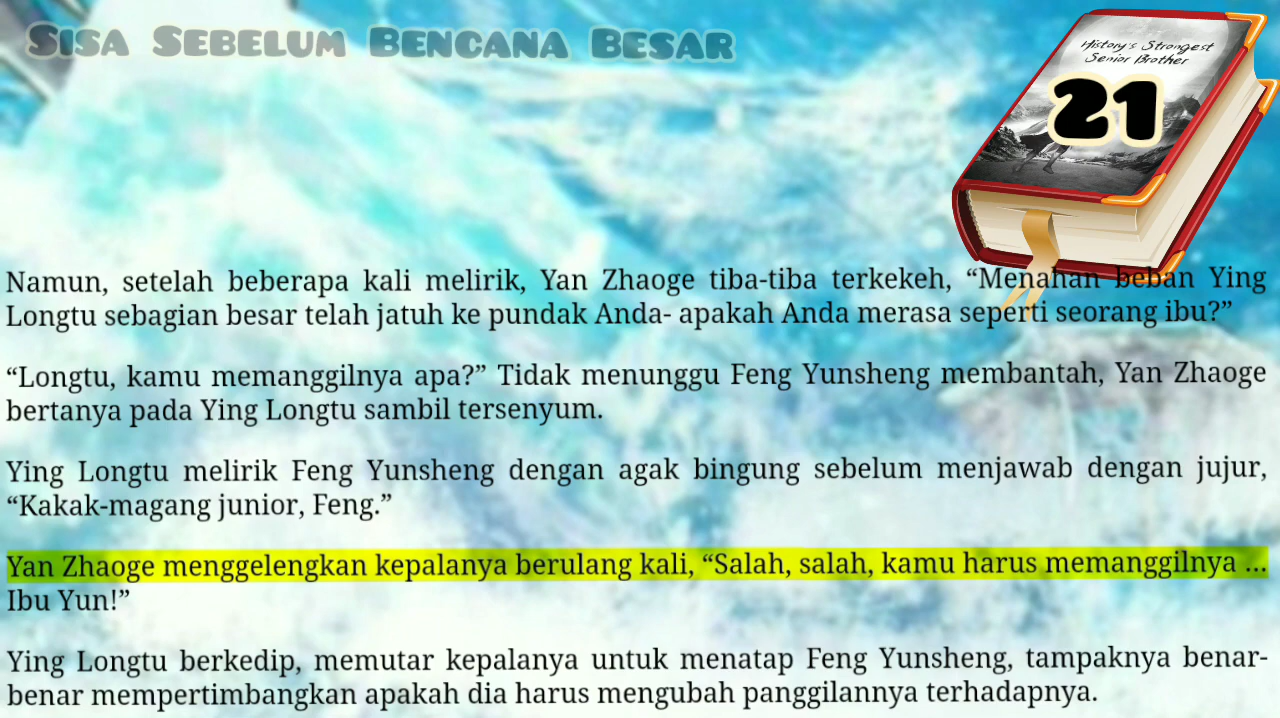 Sisa Sebelum Bencana Besar
History's Strongest
Senior Brother
21
Namun, setelah beberapa kali melirik, Yan Zhaoge tiba-tiba terkekeh, “Menahan beban Ying
Longtu sebagian besar telah jatuh ke pundak Anda- apakah Anda merasa seperti seorang ibu?”
“Longtu, kamu memanggilnya apa?” Tidak menunggu Feng Yunsheng membantah, Yan Zhaoge
bertanya pada Ying Longtu sambil tersenyum.
Ying Longtu melirik Feng Yunsheng dengan agak bingung sebelum menjawab dengan jujur,
“Kakak-magang junior, Feng.”
Yan Zhaoge menggelengkan kepalanya berulang kali, “Salah, salah, kamu harus memanggilnya ...
Ibu Yun!”
Ying Longtu berkedip, memutar kepalanya untuk menatap Feng Yunsheng, tampaknya benar-
benar mempertimbangkan apakah dia harus mengubah panggilannya terhadapnya.